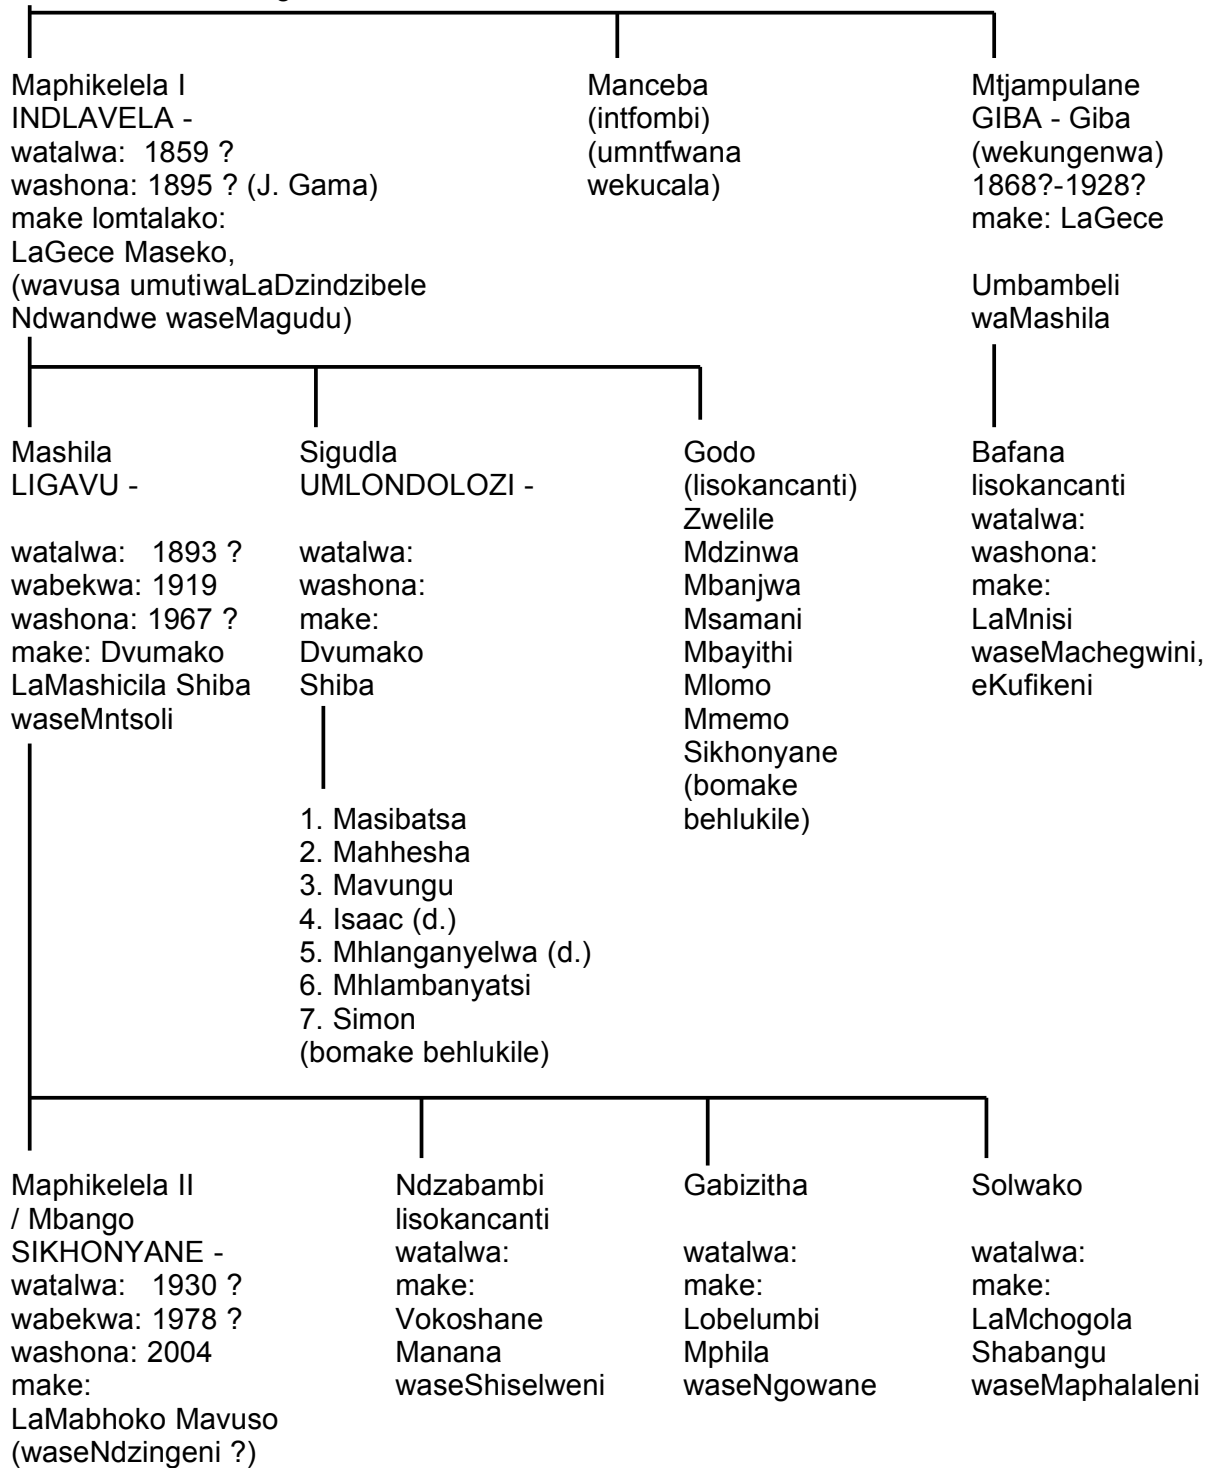 Maphikelela I
INDLAVELA -
watalwa: 1859 ?
washona: 1895 ? (J. Gama)
make lomtalako:
LaGece Maseko,
(wavusa umutiwaLaDzindzibele
Ndwandwe waseMagudu)
Manceba
(intfombi)
(umntfwana
wekucala)
Mtjampulane
GIBA - Giba
(wekungenwa)
1868?-1928?
make: LaGece
Umbambeli
waMashila
Mashila
LIGAVU -
watalwa: 1893 ?
wabekwa: 1919
washona: 1967 ?
make: Dvumako
LaMashicila Shiba
waseMntsoli
Sigudla
UMLONDOLOZI -
watalwa:
washona:
make:
Dvumako
Shiba
1. Masibatsa
2. Mahhesha
3. Mavungu
4. Isaac (d.)
5. Mhlanganyelwa (d.)
6. Mhlambanyatsi
7. Simon
(bomake behlukile)
Godo
(lisokancanti)
Zwelile
Mdzinwa
Mbanjwa
Msamani
Mbayithi
Mlomo
Mmemo
Sikhonyane
(bomake
behlukile)
Bafana
lisokancanti
watalwa:
washona:
make:
LaMnisi
waseMachegwini,
eKufikeni
Maphikelela II
/ Mbango
SIKHONYANE -
watalwa: 1930 ?
wabekwa: 1978 ?
washona: 2004
make:
LaMabhoko Mavuso
(waseNdzingeni ?)
Ndzabambi
lisokancanti
watalwa:
make:
Vokoshane
Manana
waseShiselweni
Gabizitha
watalwa:
make:
Lobelumbi
Mphila
waseNgowane
Solwako
watalwa:
make:
LaMchogola
Shabangu
waseMaphalaleni